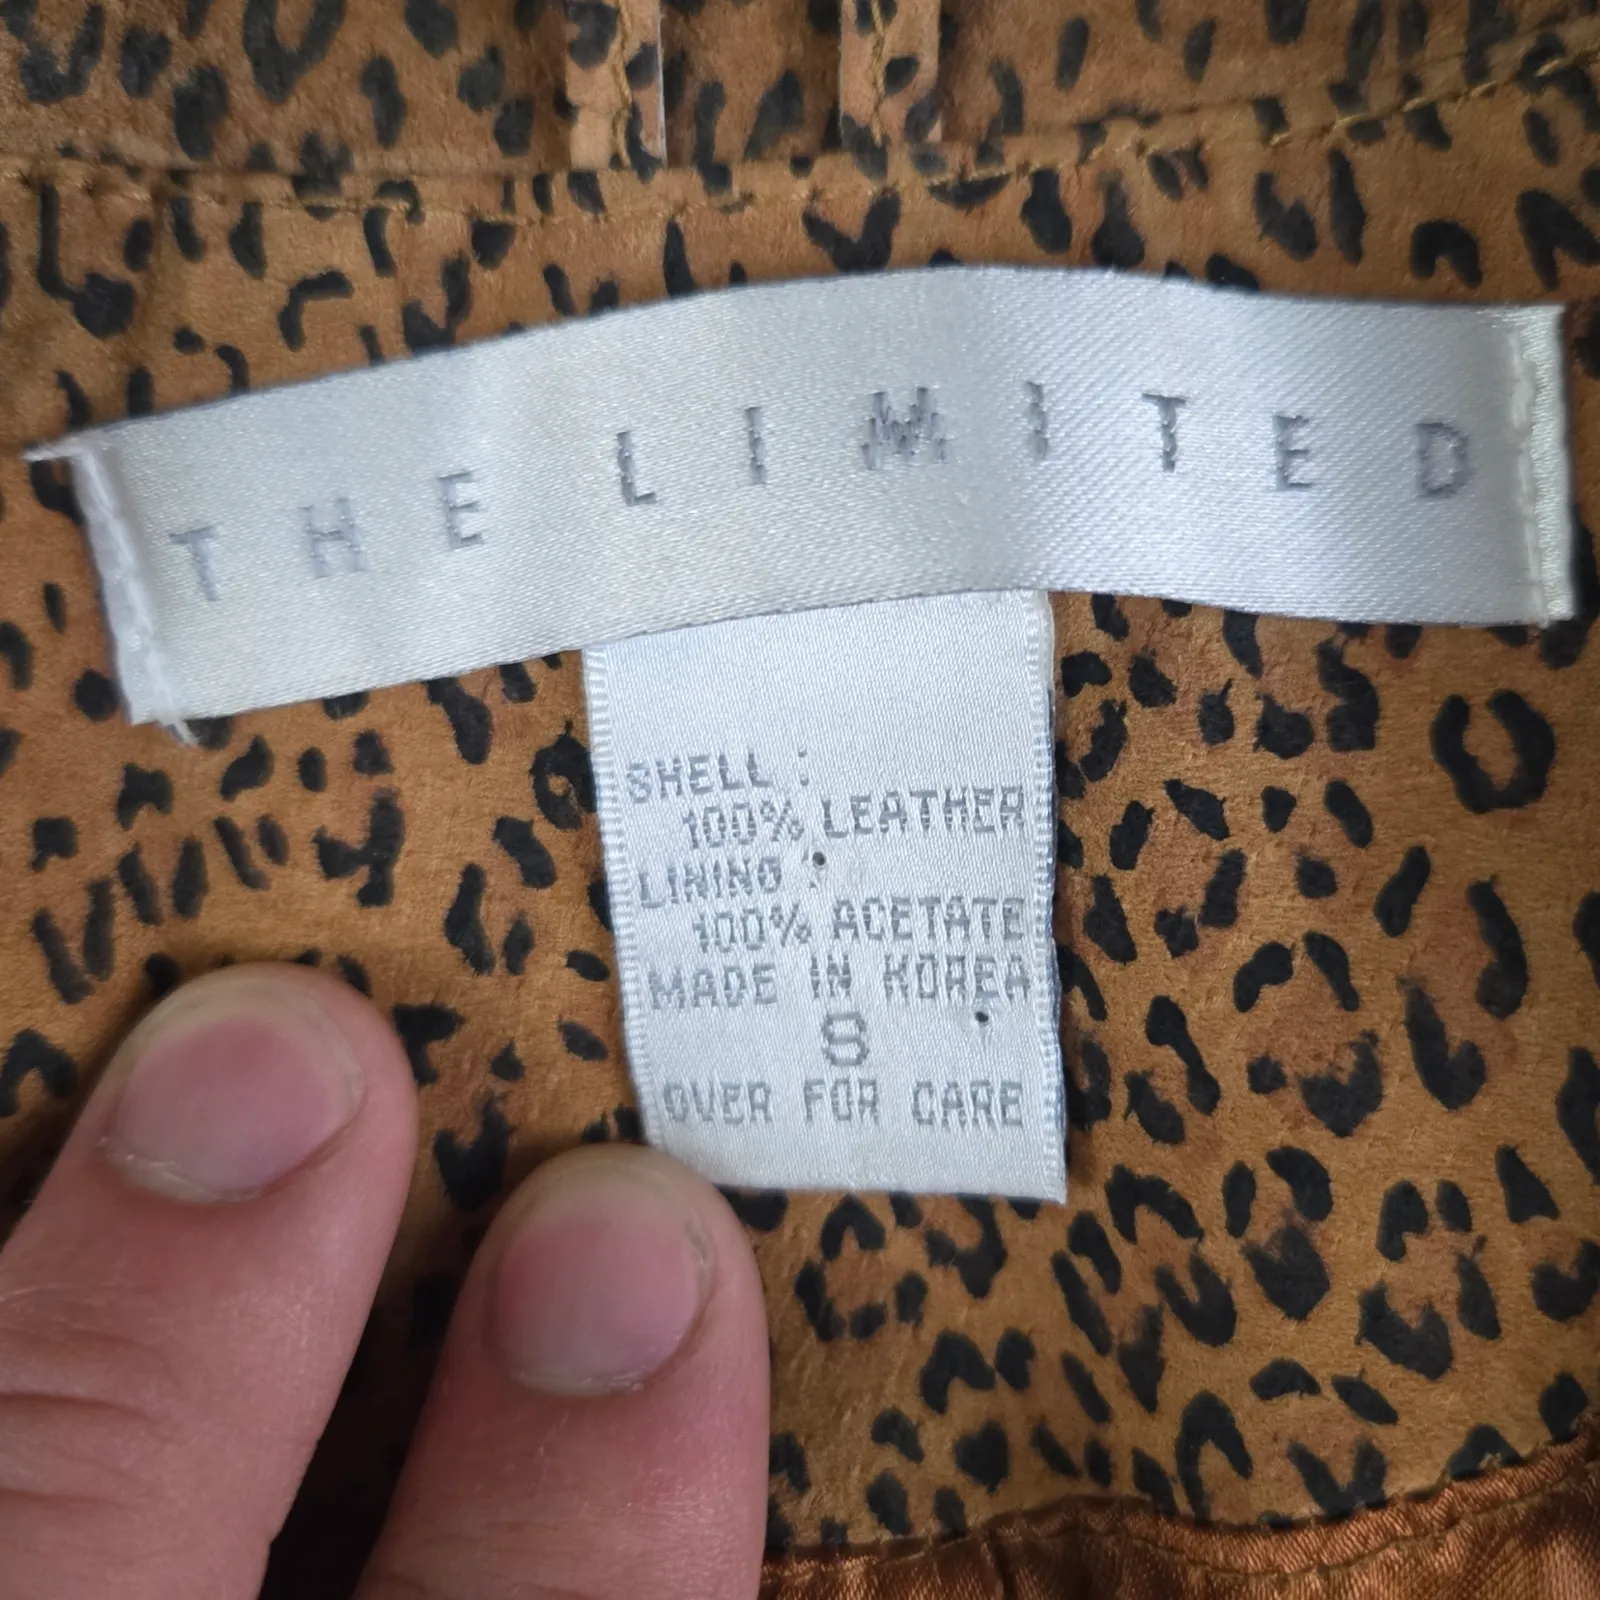 THE LIMITED
SHELL :
100% LEATHER
LINING :
100% ACETATE
MADE IN KOREA
S
OVER FOR CARE